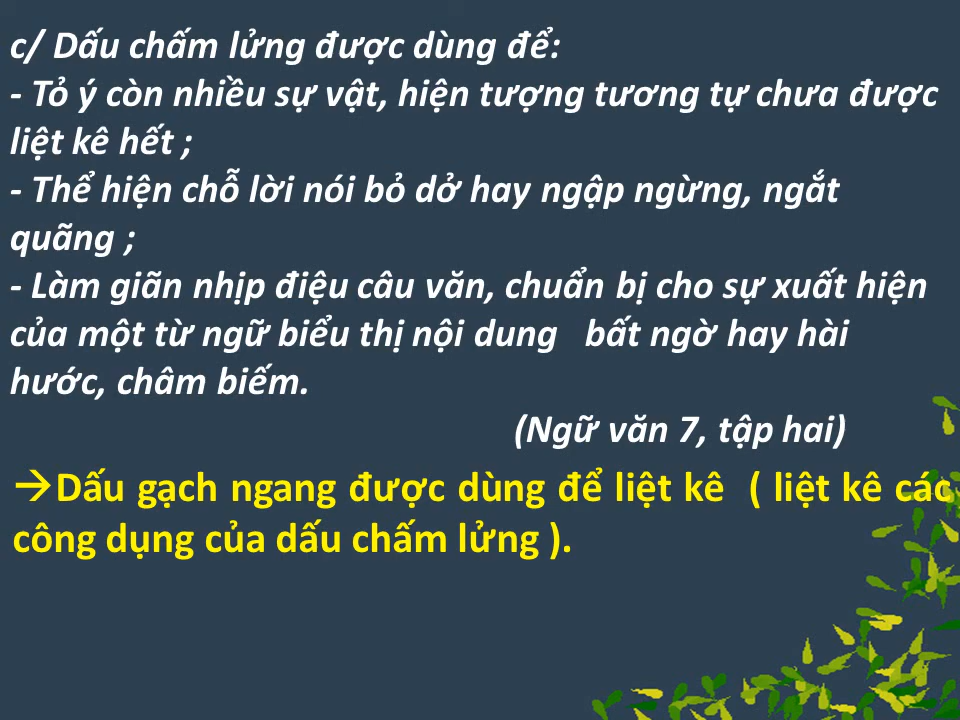 c/ Dấu chấm lửng được dùng để:
- Tỏ ý còn nhiều sự vật, hiện tượng tương tự chưa được
liệt kê hết ;
- Thể hiện chỗ lời nói bỏ dở hay ngập ngừng, ngắt
quãng ;
- Làm giãn nhịp điệu câu văn, chuẩn bị cho sự xuất hiện
của một từ ngữ biểu thị nội dung   bất ngờ hay hài
hước, châm biếm.
(Ngữ văn 7, tập hai)
→Dấu gạch ngang được dùng để liệt kê  ( liệt kê các
công dụng của dấu chấm lửng ).